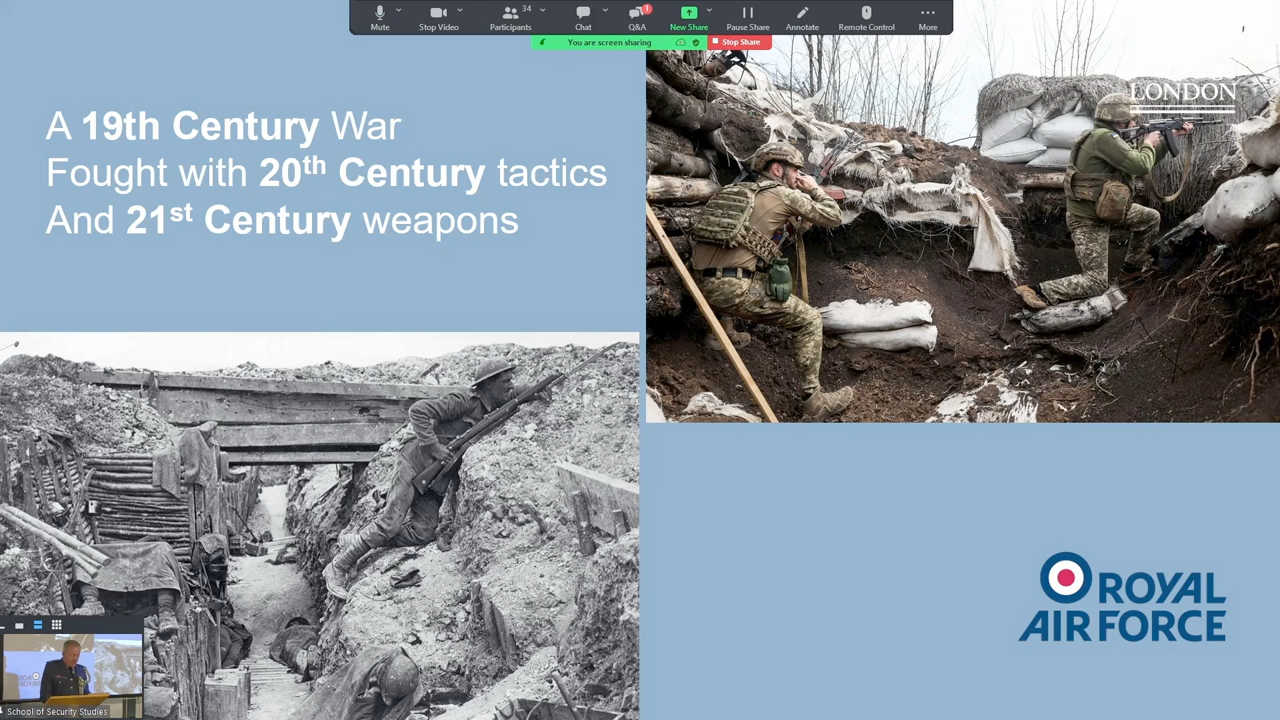 Mute
Stop Video
Participants
34
Chat
Q&A
1
New Share
Pause Share
Annotate
Remote Control
More
You are screen sharing
Stop Share
LONDON
A 19th Century War
Fought with 20th Century tactics
And 21st Century weapons
ROYAL
AIR FORCE
School of Security Studies